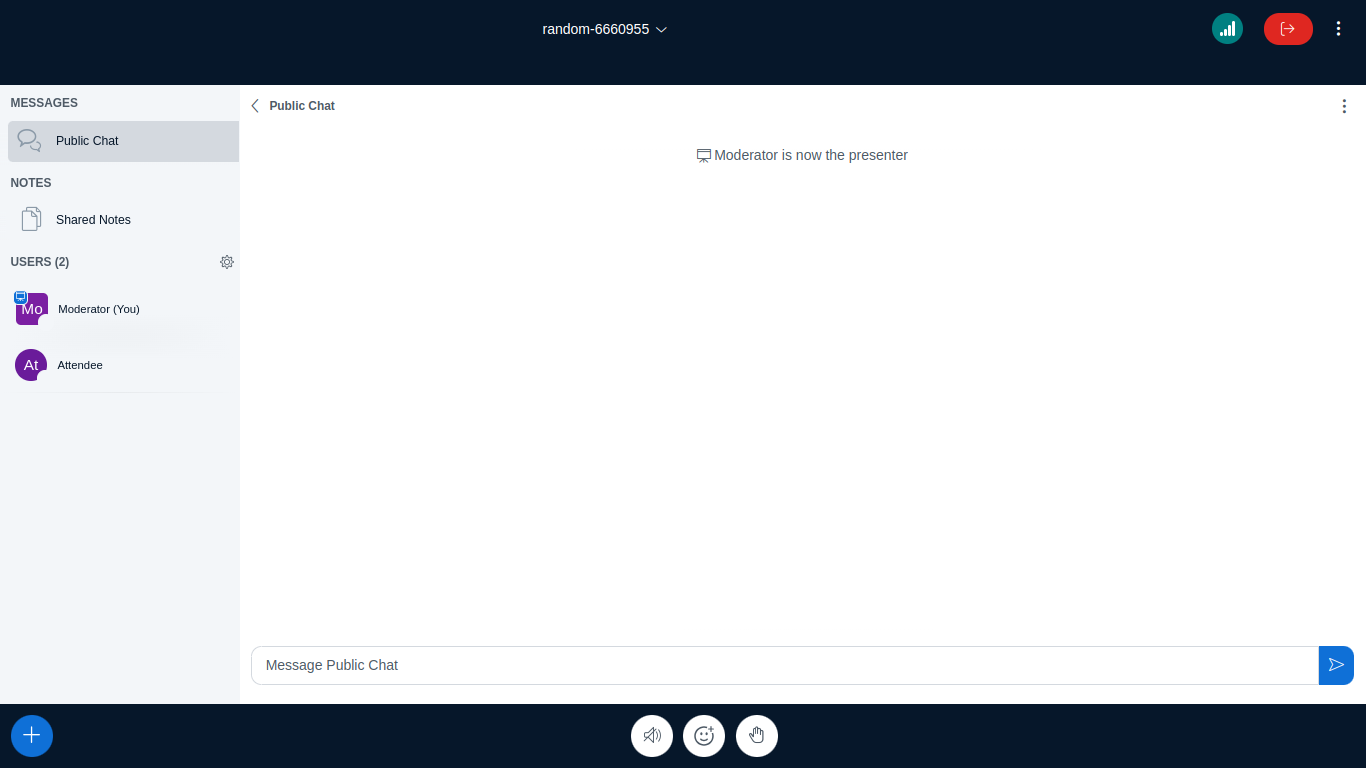 random-6660955
MESSAGES
Public Chat
NOTES
Shared Notes
USERS (2)
Mo
Moderator (You)
At
Attendee
Public Chat
Moderator is now the presenter
Message Public Chat